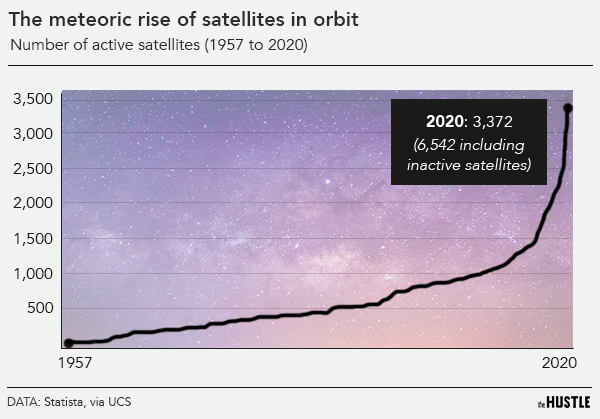 The meteoric rise of satellites in orbit
Number of active satellites (1957 to 2020)
3,500
3,000
2,500
2,000
1,500
1,000
500
2020: 3,372
(6,542 including
inactive satellites)
1957
2020
DATA: Statista, via UCS
the HUSTLE